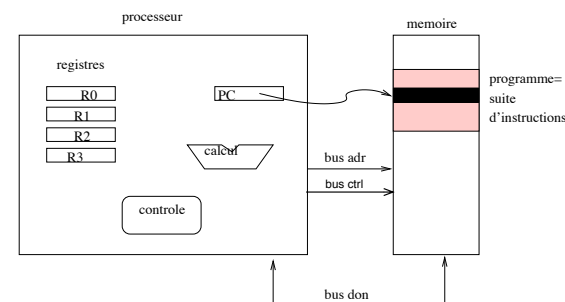 processeur
memoire
registres
R0
PC
R1
R2
R3
calcul
controle
bus adr
bus ctrl
programme=
suite
d'instructions
bus don